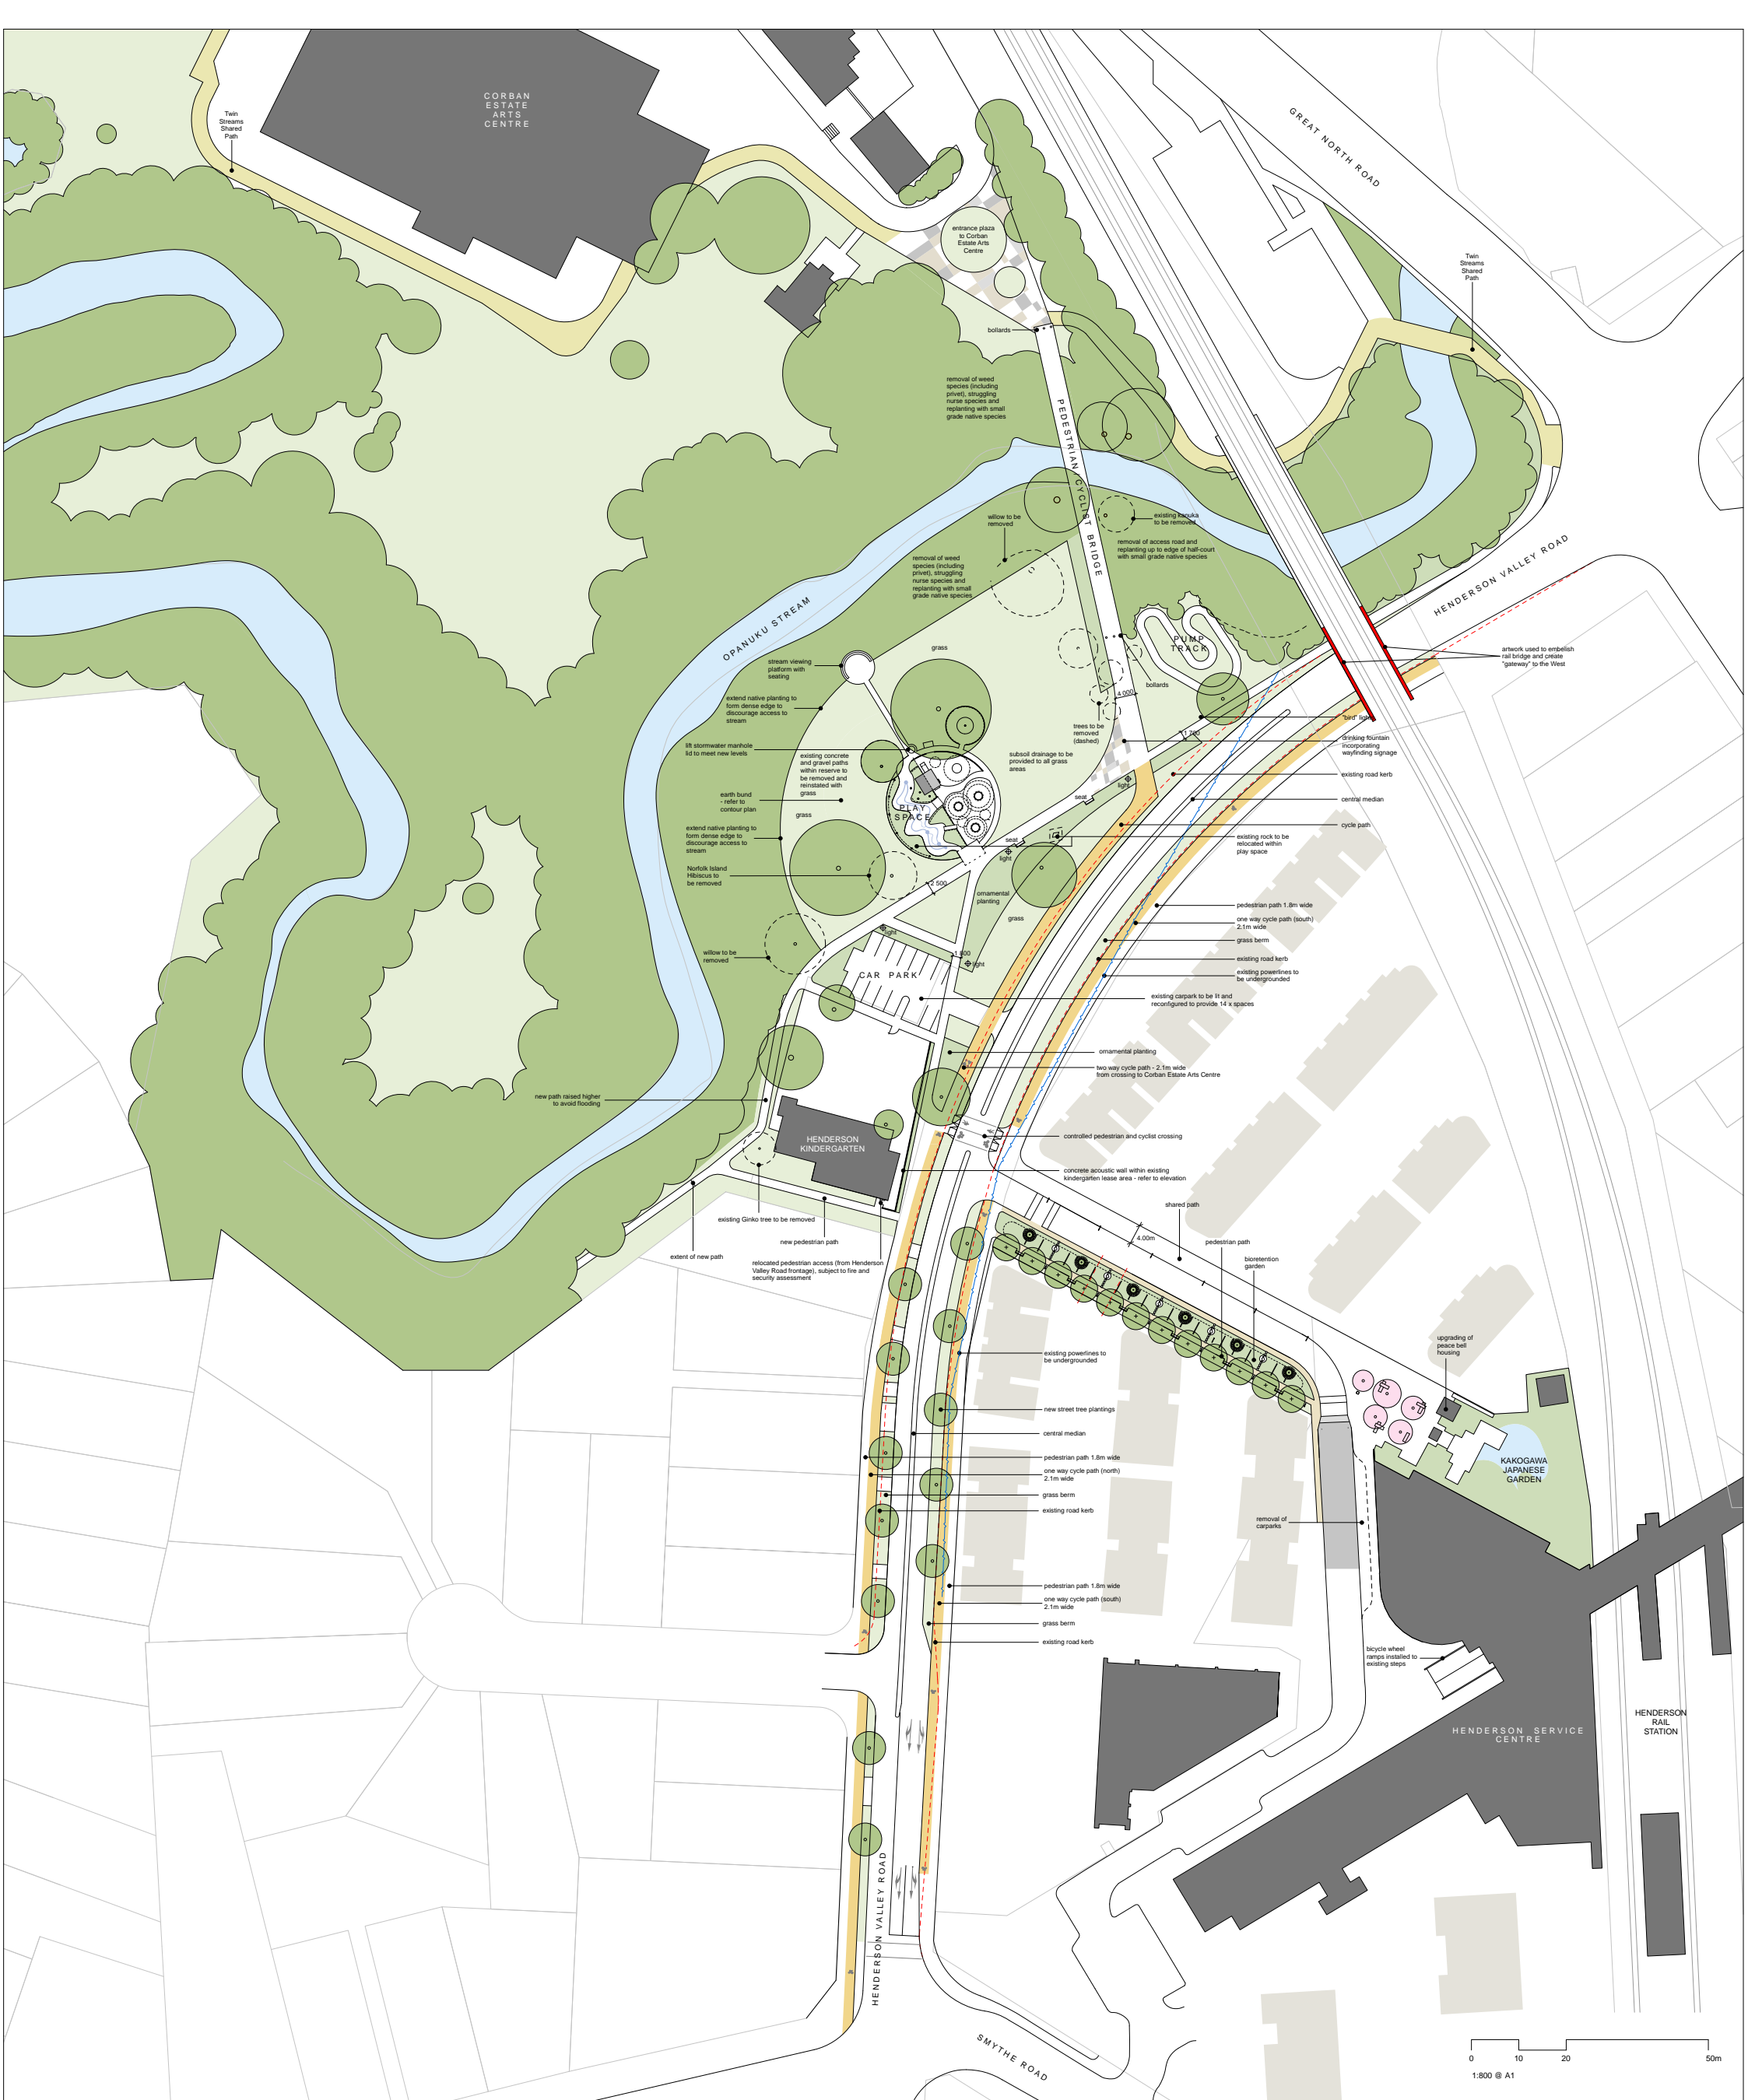 CORBAN
ESTATE
ARTS
CENTRE
Twin
Streams
Shared
Path
GREAT NORTH ROAD
entrance plaza
to Corban
Estate Arts
Centre
Twin
Streams
Shared
Path
bollards
removal of weed
species (including
privet), struggling
nurse species and
replanting with small
grade native species
PEDESTRIAN / CYCLIST BRIDGE
willow to be
removed
existing kanuka
to be removed
removal of access road and
replanting up to edge of half-court
with small grade native species
removal of weed
species (including
privet), struggling
nurse species and
replanting with small
grade native species
HENDERSON VALLEY ROAD
OPANUKU STREAM
PUMP
TRACK
grass
artwork used to embelish
rail bridge and create
"gateway" to the West
stream viewing
platform with
seating
bollards
4 000
extend native planting to
form dense edge to
discourage access to
stream
trees to be
removed
(dashed)
"bird" light
1 700
drinking fountain
incorporating
wayfinding signage
lift stormwater manhole
lid to meet new levels
existing concrete
and gravel paths
within reserve to
be removed and
reinstated with
grass
subsoil drainage to be
provided to all grass
areas
existing road kerb
light
earth bund
- refer to
contour plan
seat
central median
PLAY
SPACE
grass
cycle path
extend native planting to
form dense edge to
discourage access to
stream
seat
existing rock to be
relocated within
play space
light
Norfolk Island
Hibiscus to
be removed
2 500
ornamental
planting
grass
pedestrian path 1.8m wide
one way cycle path (south)
2.1m wide
light
grass berm
willow to be
removed
1 800
light
existing road kerb
existing powerlines to
be undergrounded
CAR PARK
existing carpark to be lit and
reconfigured to provide 14 x spaces
ornamental planting
two way cycle path - 2.1m wide
from crossing to Corban Estate Arts Centre
new path raised higher
to avoid flooding
HENDERSON
KINDERGARTEN
controlled pedestrian and cyclist crossing
concrete acoustic wall within existing
kindergarten lease area - refer to elevation
shared path
existing Ginko tree to be removed
4.00m
new pedestrian path
pedestrian path
extent of new path
relocated pedestrian access (from Henderson
Valley Road frontage), subject to fire and
security assessment
bioretention
garden
upgrading of
peace bell
housing
existing powerlines to
be undergrounded
new street tree plantings
central median
pedestrian path 1.8m wide
one way cycle path (north)
2.1m wide
grass berm
existing road kerb
KAKOGAWA
JAPANESE
GARDEN
removal of
carparks
pedestrian path 1.8m wide
one way cycle path (south)
2.1m wide
grass berm
existing road kerb
bicycle wheel
ramps installed to
existing steps
HENDERSON SERVICE
CENTRE
HENDERSON
RAIL
STATION
HENDERSON VALLEY ROAD
SMYTHE ROAD
0 10 20 50m
1:800 @ A1